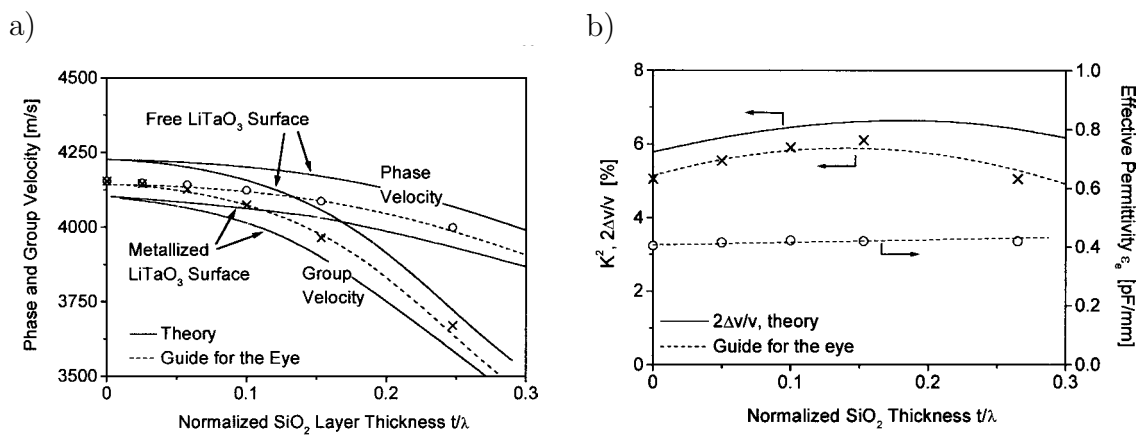 a)
b)
4500
4250
4000
3750
3500
Phase and Group Velocity [m/s]
Free LiTaO3 Surface
Phase
Velocity
Metallized
LiTaO3 Surface
Group
Velocity
Theory
Guide for the Eye
0
0.1
0.2
0.3
Normalized SiO2 Layer Thickness t/λ
8
6
4
2
0
K², 2Δv/v [%]
1.0
0.8
0.6
0.4
0.2
0.0
Effective Permittivity εe [pF/mm]
2Δv/v, theory
Guide for the eye
0
0.1
0.2
0.3
Normalized SiO2 Thickness t/λ